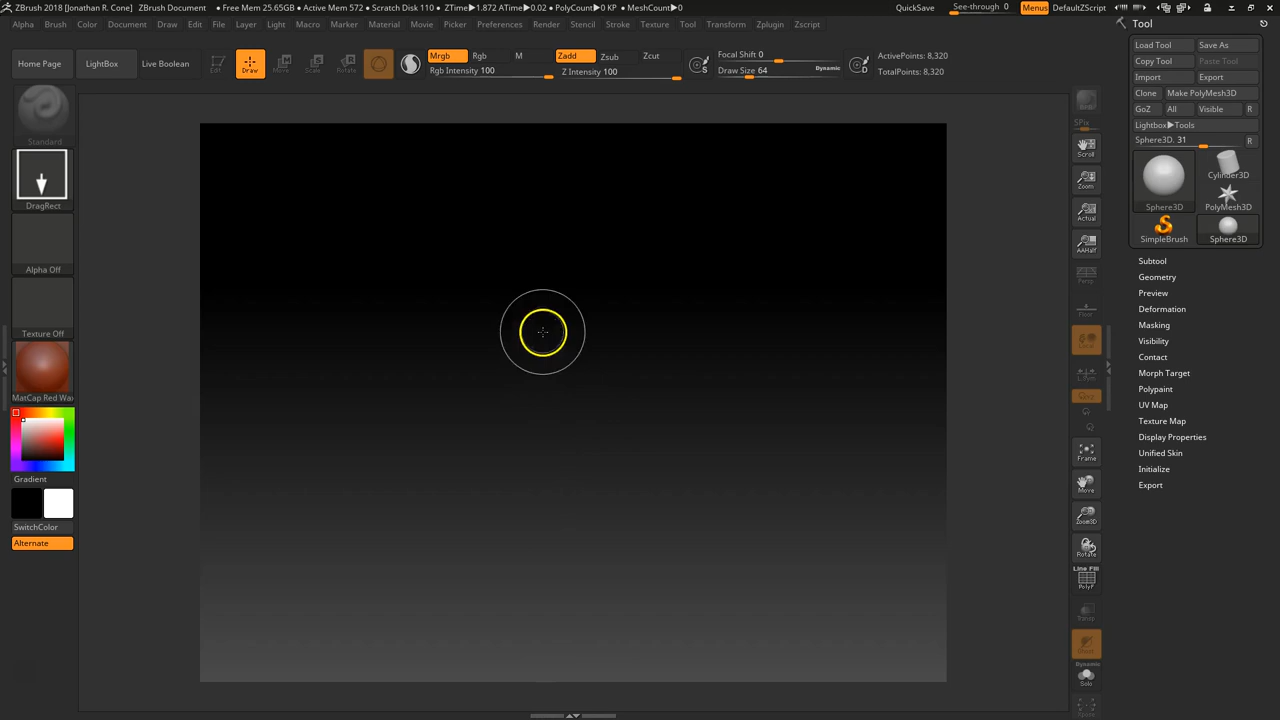 ZBrush 2018 [Jonathan R. Cone] ZBrush Document • Free Mem 25.65GB • Active Mem 572 • Scratch Disk 110 • ZTime▶1.872 ATime▶0.02 • PolyCount▶0 KP • MeshCount▶0 QuickSave See-through 0 Menus DefaultZScript
Alpha Brush Color Document Draw Edit File Layer Light Macro Marker Material Movie Picker Preferences Render Stencil Stroke Texture Tool Transform Zplugin Zscript
Tool
Load Tool Save As
Copy Tool Paste Tool
Import Export
Clone Make PolyMesh3D
GoZ All Visible R
Lightbox▶Tools
Sphere3D. 31 R
Sphere3D
Cylinder3D
PolyMesh3D
SimpleBrush
Sphere3D
Home Page LightBox Live Boolean
Edit Draw Move Scale Rotate
Mrgb Rgb M
Rgb Intensity 100
Zadd Zsub Zcut
Z Intensity 100
Focal Shift 0
Draw Size 64 Dynamic
S
D
ActivePoints: 8,320
TotalPoints: 8,320
Standard
DragRect
Alpha Off
Texture Off
MatCap Red Wax
Gradient
SwitchColor
Alternate
SPix
Scroll
Zoom
Actual
AAHalf
Persp
Floor
Local
L.Sym
Frame
Move
Zoom3D
Rotate
Line Fill
PolyF
Transp
Ghost
Dynamic
Solo
Subtool
Geometry
Preview
Deformation
Masking
Visibility
Contact
Morph Target
Polypaint
UV Map
Texture Map
Display Properties
Unified Skin
Initialize
Export